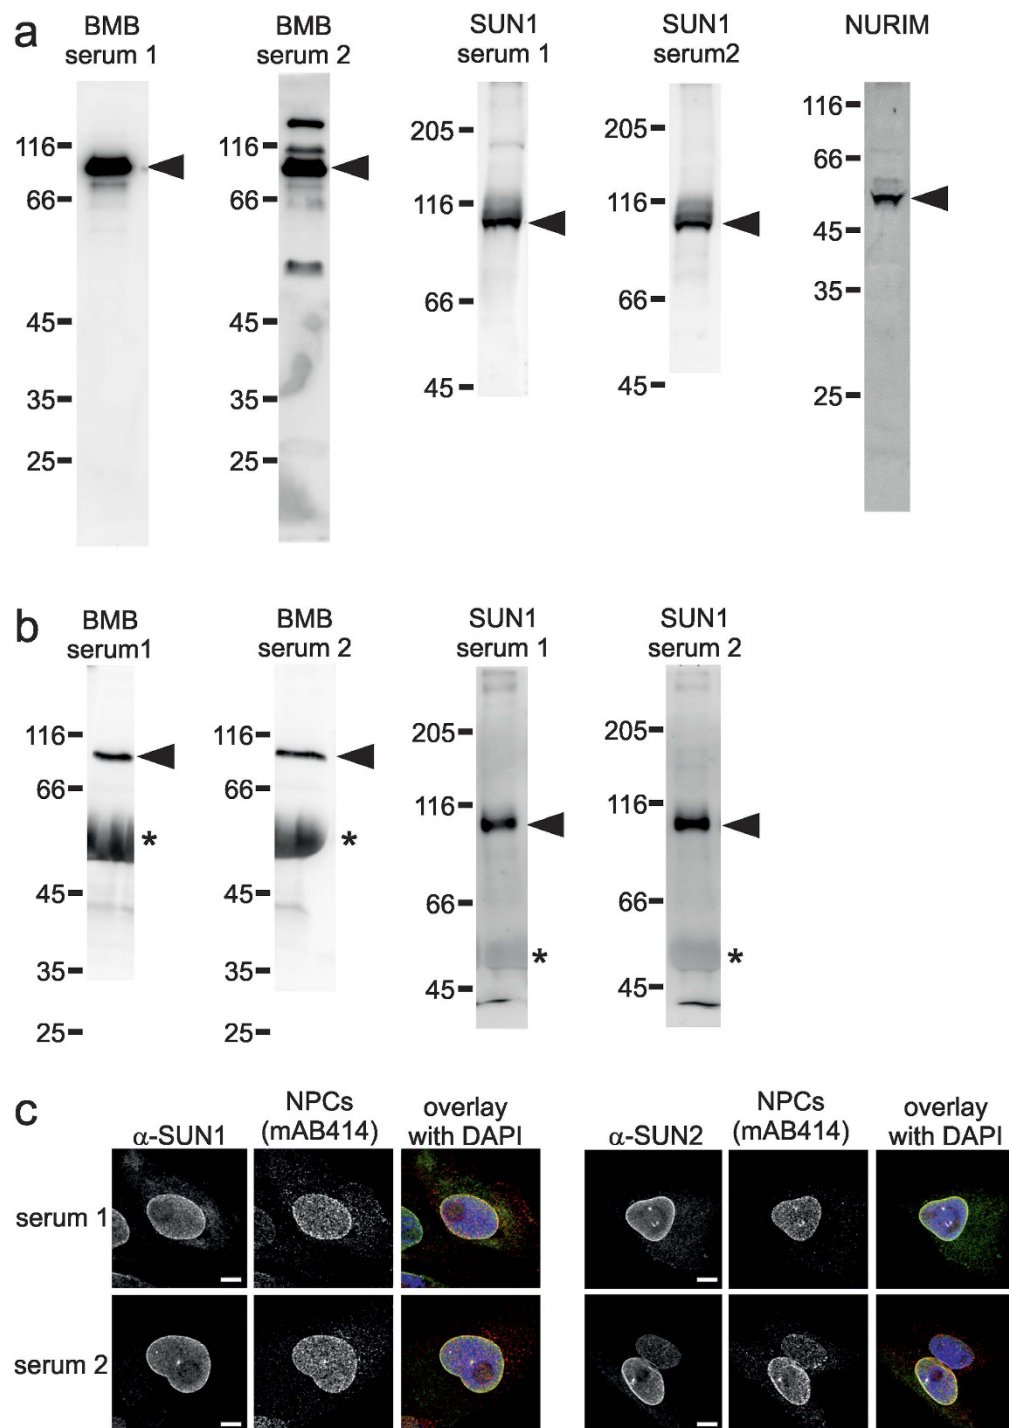 a
BMB
serum 1
BMB
serum 2
SUN1
serum 1
SUN1
serum2
NURIM
116
66
45
35
25
116
66
45
35
25
205
116
66
45
205
116
66
45
116
66
45
35
25
b
BMB
serum1
BMB
serum 2
SUN1
serum 1
SUN1
serum 2
116
66
*
45
35
25
116
66
*
45
35
25
205
116
66
*
45
205
116
66
*
45
c
α-SUN1
NPCs
(mAB414)
overlay
with DAPI
α-SUN2
NPCs
(mAB414)
overlay
with DAPI
serum 1
serum 2